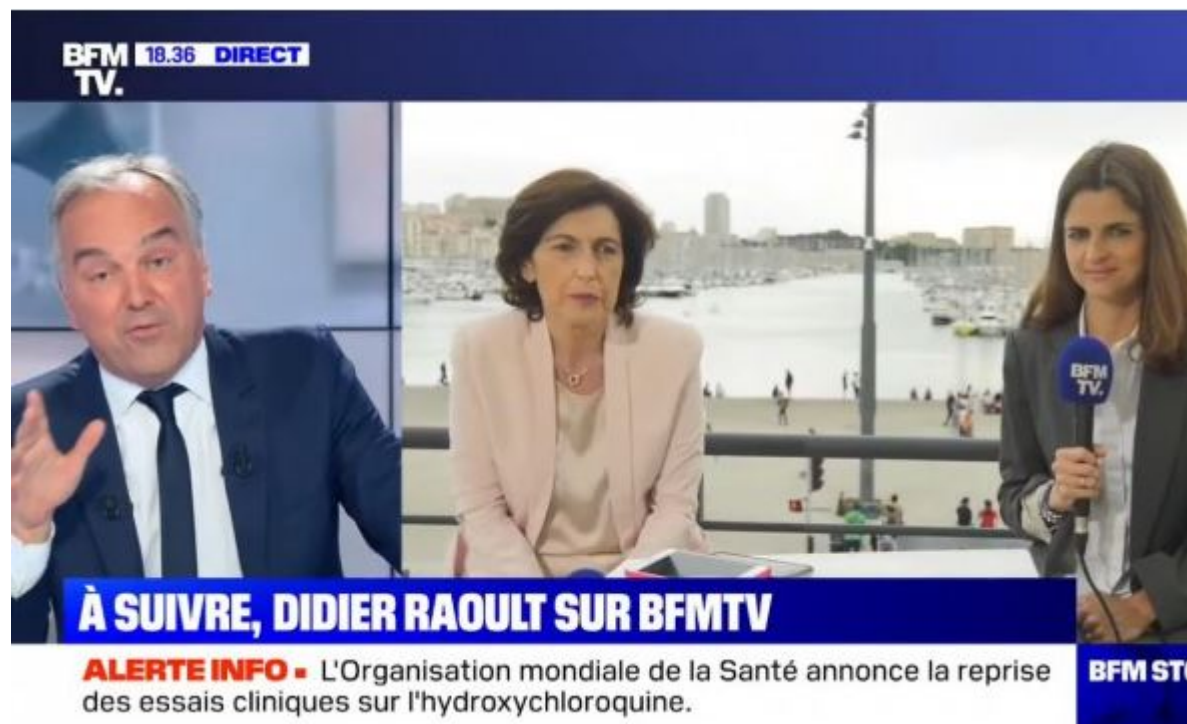 BFM 18.36 DIRECT
TV.
BFM
TV.
À SUIVRE, DIDIER RAOULT SUR BFMTV
ALERTE INFO - L'Organisation mondiale de la Santé annonce la reprise
des essais cliniques sur l'hydroxychloroquine.
BFM